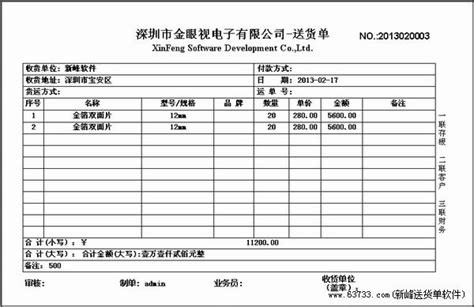 深圳市金眼视电子有限公司-送货单
NO.:2013020003
XinFeng Software Development Co.,Ltd.
收货单位：新峰软件 付款方式：
地 址：深圳市宝安区 日 期：2013-02-17
货运方式： 运 单 号：
序号 名称 型号/规格 品 牌 数量 单价 金额 备注
1 金箔双面片 12mm 20 280.00 5600.00
2 金箔双面片 12mm 20 280.00 5600.00
合 计（小写）：￥ 11200.00
合计金额（大写）：合计金额(大写)：壹万壹仟贰佰元整
备注：500
审核： 制单：admin 业务员： 收货单位（盖章）：
一联存根 二联客户 三联财务
www.63733.com(新峰送货单软件)